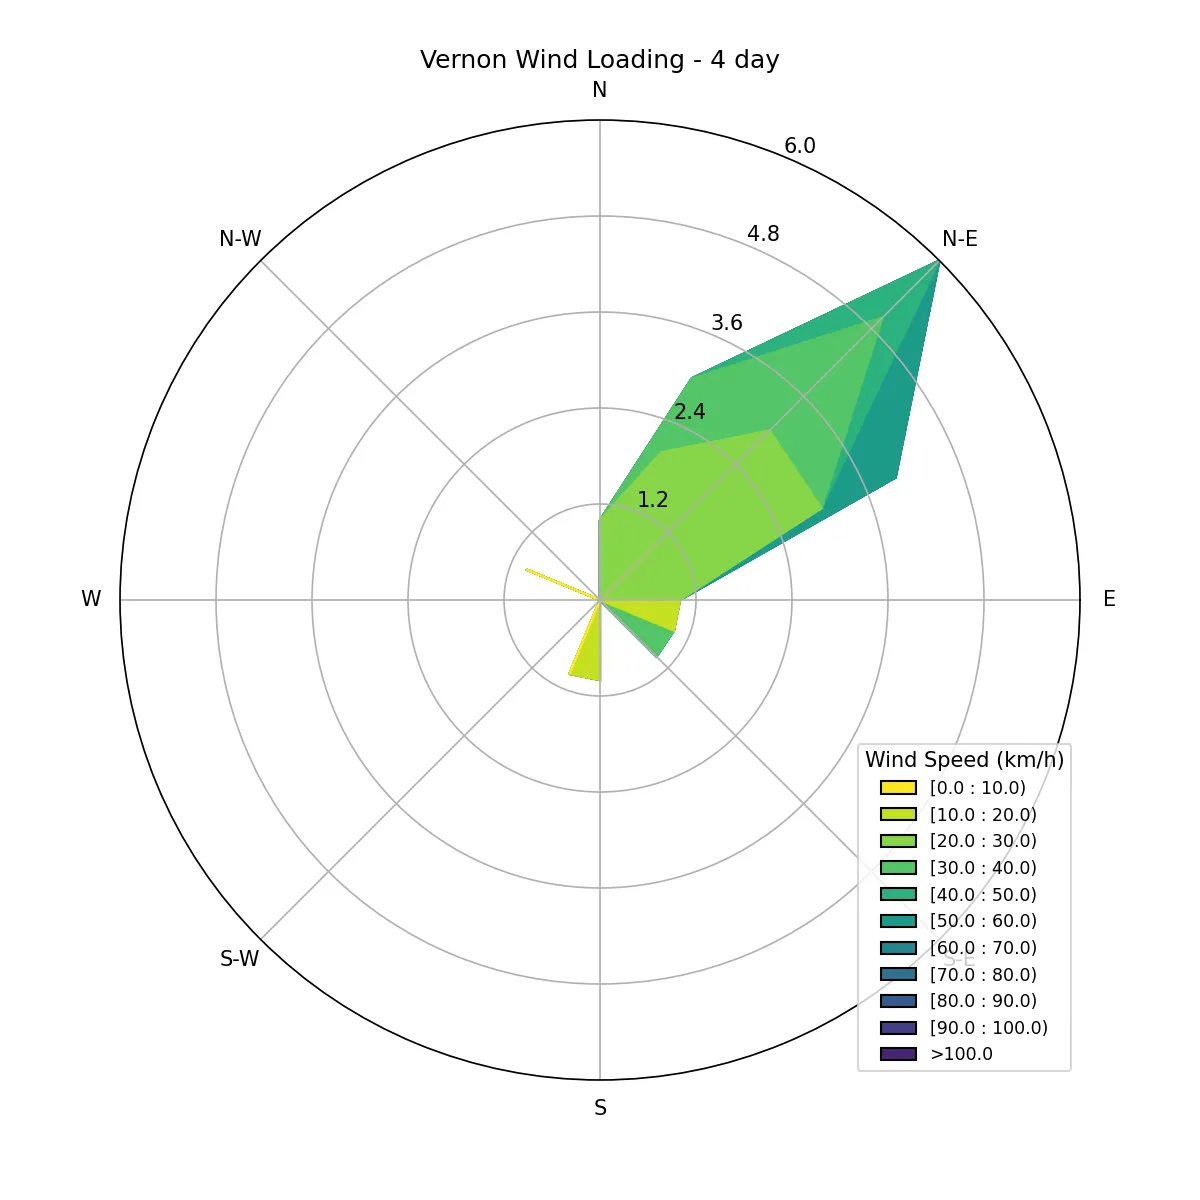 Vernon Wind Loading - 4 day
N
6.0
N-W
N-E
4.8
3.6
2.4
1.2
W
E
S-W
S-E
S
Wind Speed (km/h)
[0.0 : 10.0)
[10.0 : 20.0)
[20.0 : 30.0)
[30.0 : 40.0)
[40.0 : 50.0)
[50.0 : 60.0)
[60.0 : 70.0)
[70.0 : 80.0)
[80.0 : 90.0)
[90.0 : 100.0)
>100.0